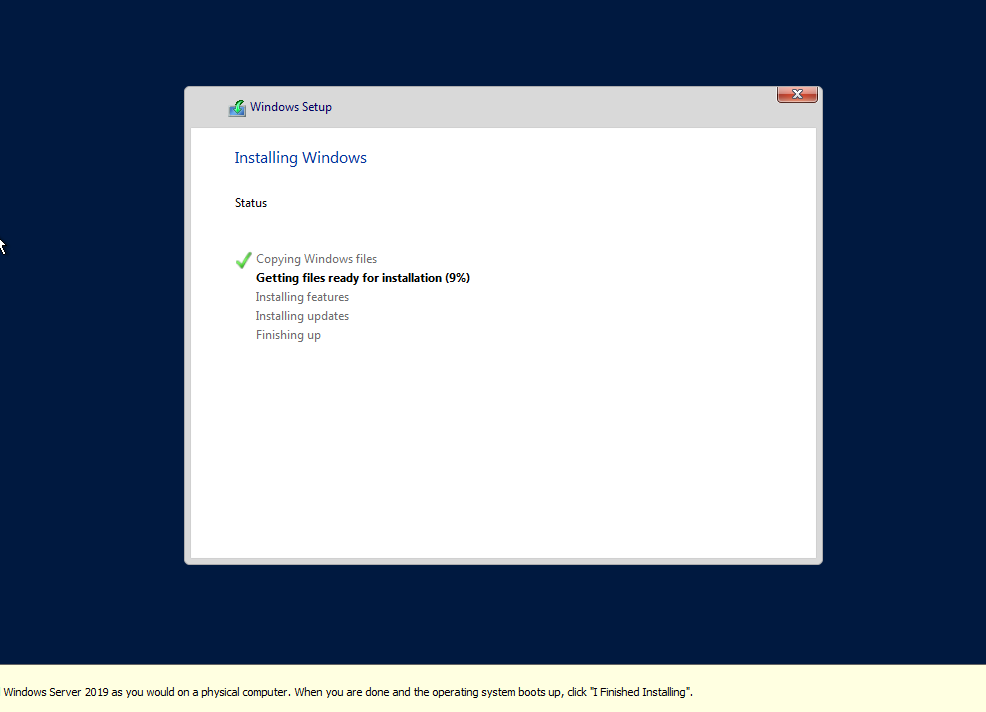 Windows Setup
Installing Windows
Status
Copying Windows files
Getting files ready for installation (9%)
Installing features
Installing updates
Finishing up
Windows Server 2019 as you would on a physical computer. When you are done and the operating system boots up, click "I Finished Installing".